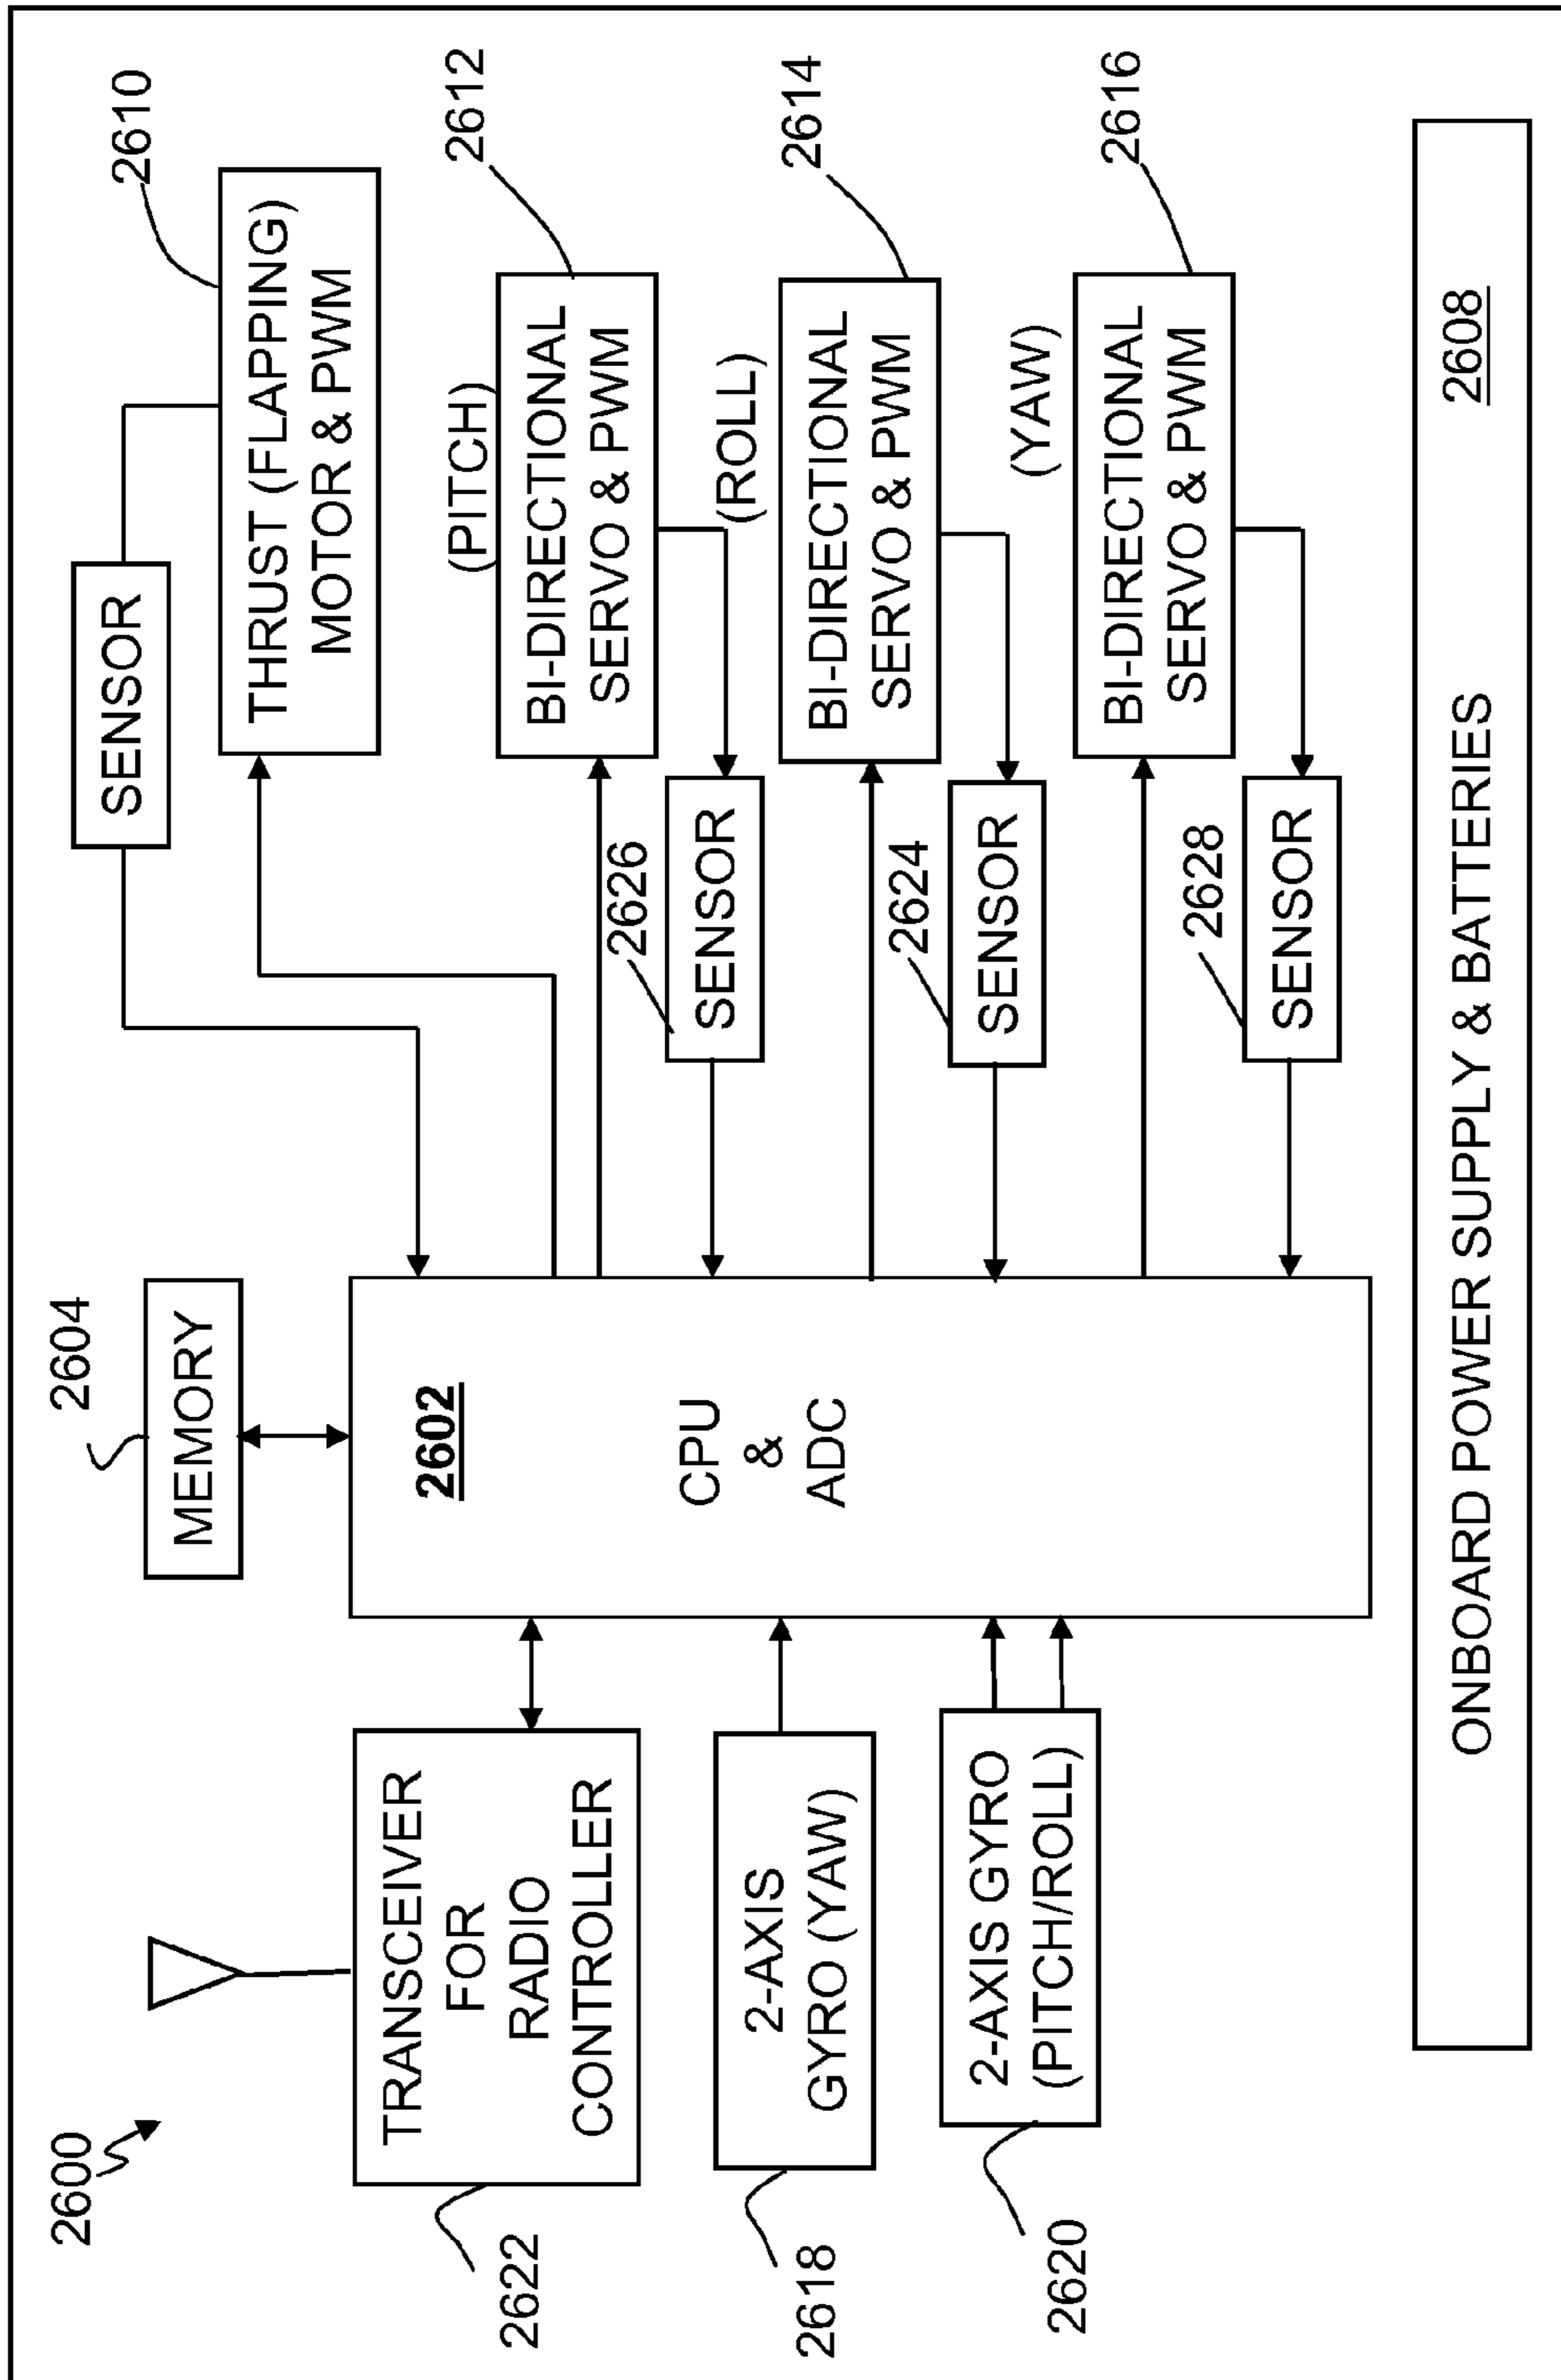 2600
2604
MEMORY
SENSOR
2610
THRUST (FLAPPING)
MOTOR & PWM
TRANSCEIVER
FOR
RADIO
CONTROLLER
2622
2602
CPU
&
ADC
(PITCH)
2612
BI-DIRECTIONAL
SERVO & PWM
2626
SENSOR
2-AXIS
GYRO (YAW)
2618
(ROLL)
2614
BI-DIRECTIONAL
SERVO & PWM
2624
SENSOR
2-AXIS GYRO
(PITCH/ROLL)
2620
(YAW)
2616
BI-DIRECTIONAL
SERVO & PWM
2628
SENSOR
ONBOARD POWER SUPPLY & BATTERIES
2608